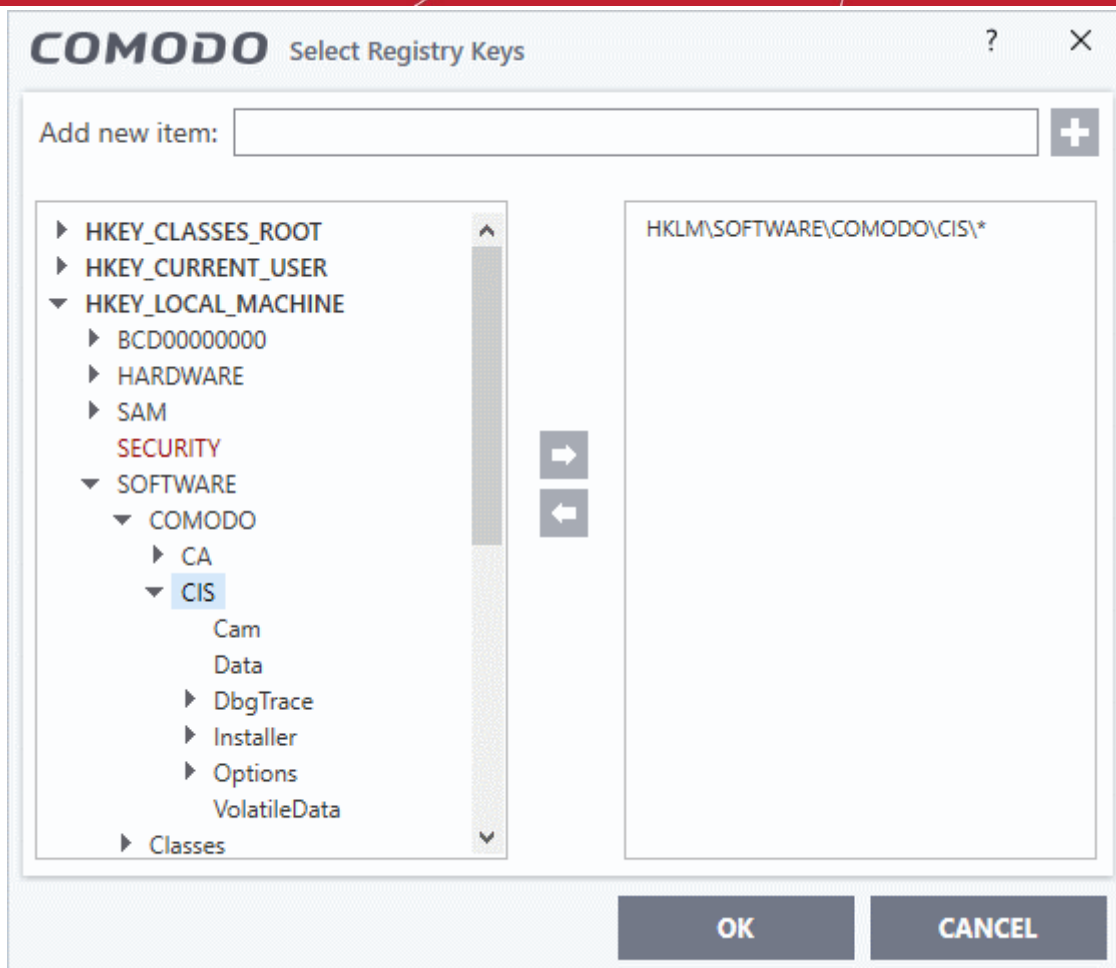 COMODO Select Registry Keys ? X
Add new item:
HKEY_CLASSES_ROOT
HKEY_CURRENT_USER
HKEY_LOCAL_MACHINE
BCD00000000
HARDWARE
SAM
SECURITY
SOFTWARE
COMODO
CA
CIS
Cam
Data
DbgTrace
Installer
Options
VolatileData
Classes
HKLM\SOFTWARE\COMODO\CIS\*
OK CANCEL